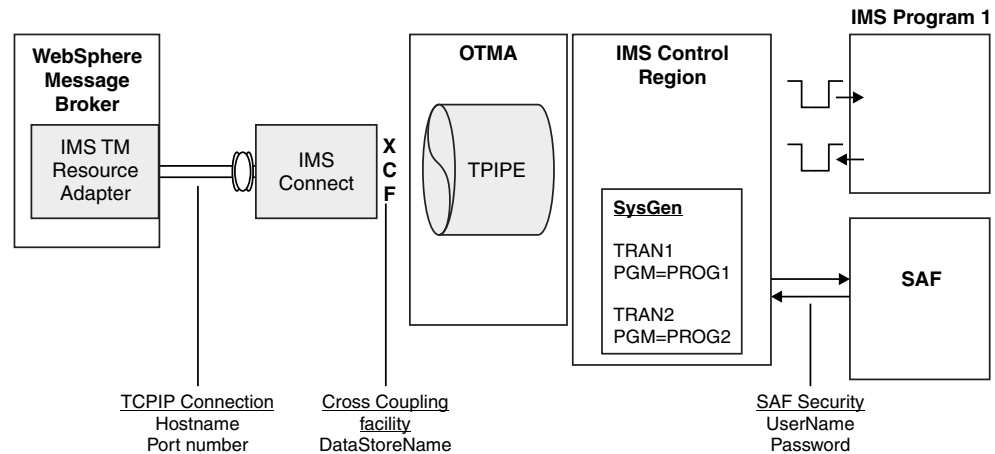 WebSphere
Message
Broker
IMS TM
Resource
Adapter
IMS
Connect
X
C
F
OTMA
TPIPE
IMS Control
Region
SysGen
TRAN1
PGM=PROG1
TRAN2
PGM=PROG2
IMS Program 1
SAF
TCPIP Connection
Hostname
Port number
Cross Coupling
facility
DataStoreName
SAF Security
UserName
Password